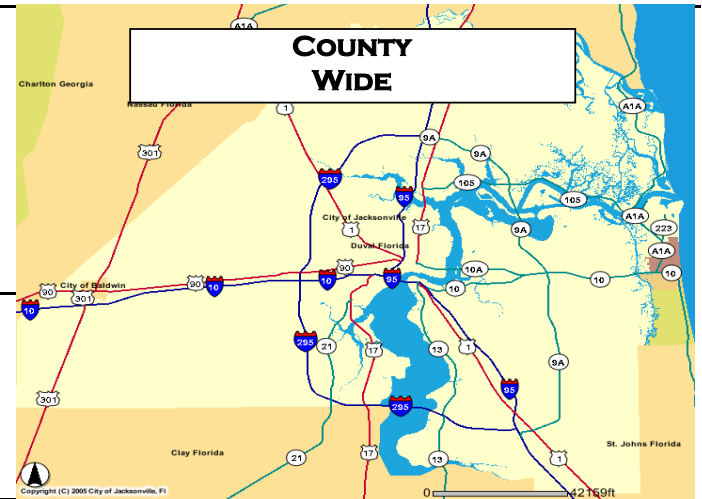 COUNTY
WIDE
A1A
Charlton Georgia
Nassau Florida
1
A1A
301
9A
9A
295
105
95
105
City of Jacksonville
A1A
1
17
9A
223
Duval Florida
A1A
90
10A
10
90
City of Baldwin
90
10
10
95
10
10
301
10
295
21
17
13
1
9A
95
301
295
Clay Florida
St. Johns Florida
21
17
13
1
Copyright (C) 2005 City of Jacksonville, Fl
0
42159ft